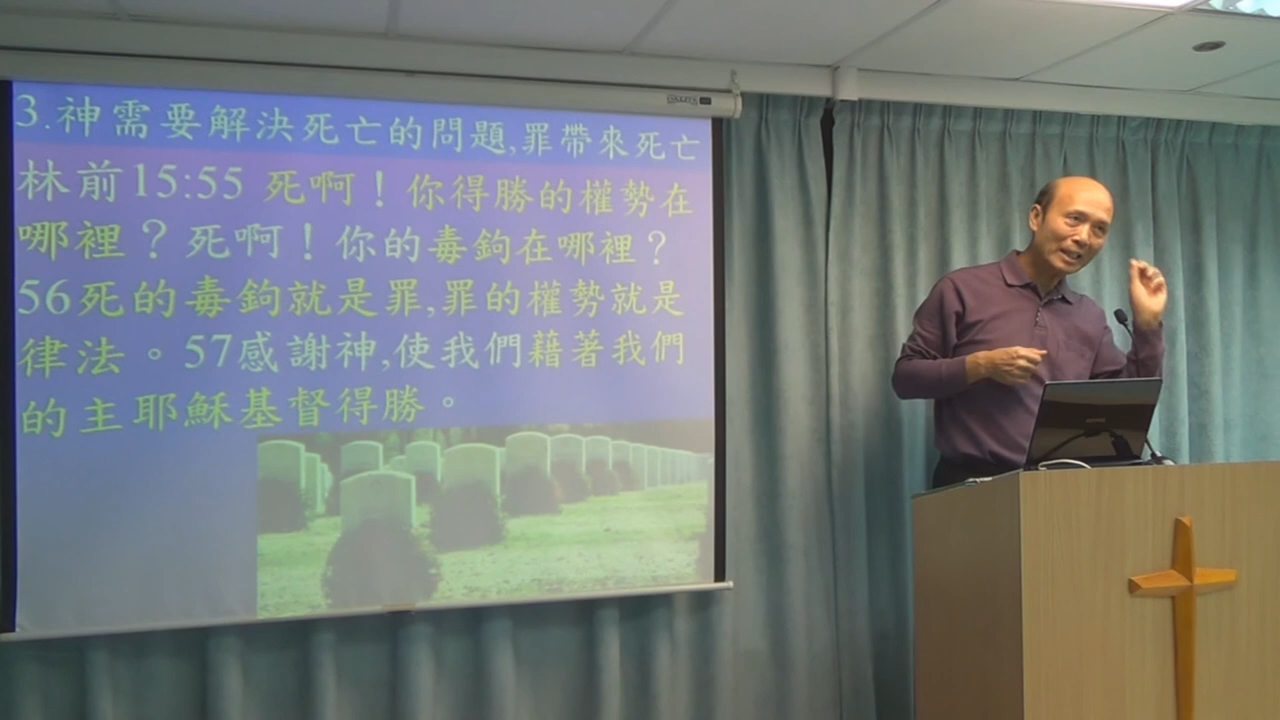 3.神需要解決死亡的問題,罪帶來死亡
林前15:55 死啊！你得勝的權勢在
哪裡？死啊！你的毒鉤在哪裡？
56死的毒鉤就是罪,罪的權勢就是
律法。57感謝神,使我們藉著我們
的主耶穌基督得勝。